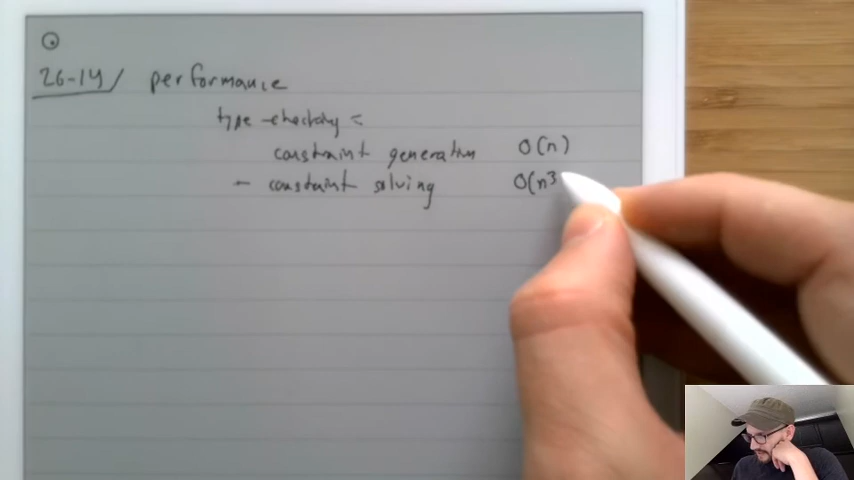 26-14/ performance
type-checking =
constraint generation O(n)
- constraint solving O(n³